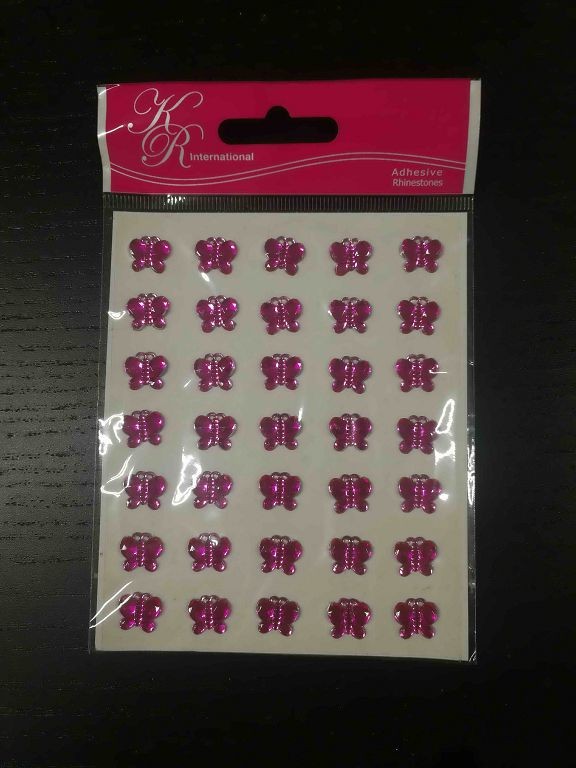 KR International
Adhesive
Rhinestones